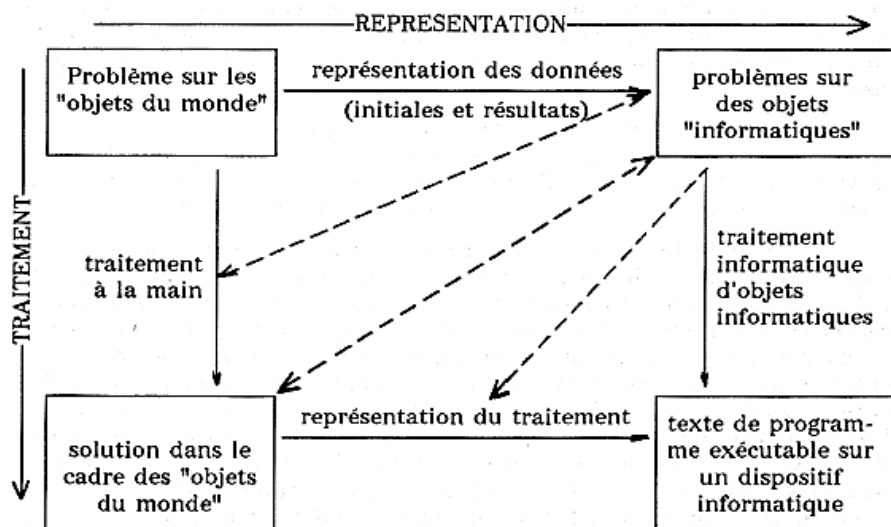 REPRESENTATION
TRAITEMENT
Problème sur les
"objets du monde"
représentation des données
(initiales et résultats)
problèmes sur
des objets
"informatiques"
traitement
à la main
traitement
informatique
d'objets
informatiques
solution dans le
cadre des "objets
du monde"
représentation du traitement
texte de program-
me exécutable sur
un dispositif
informatique